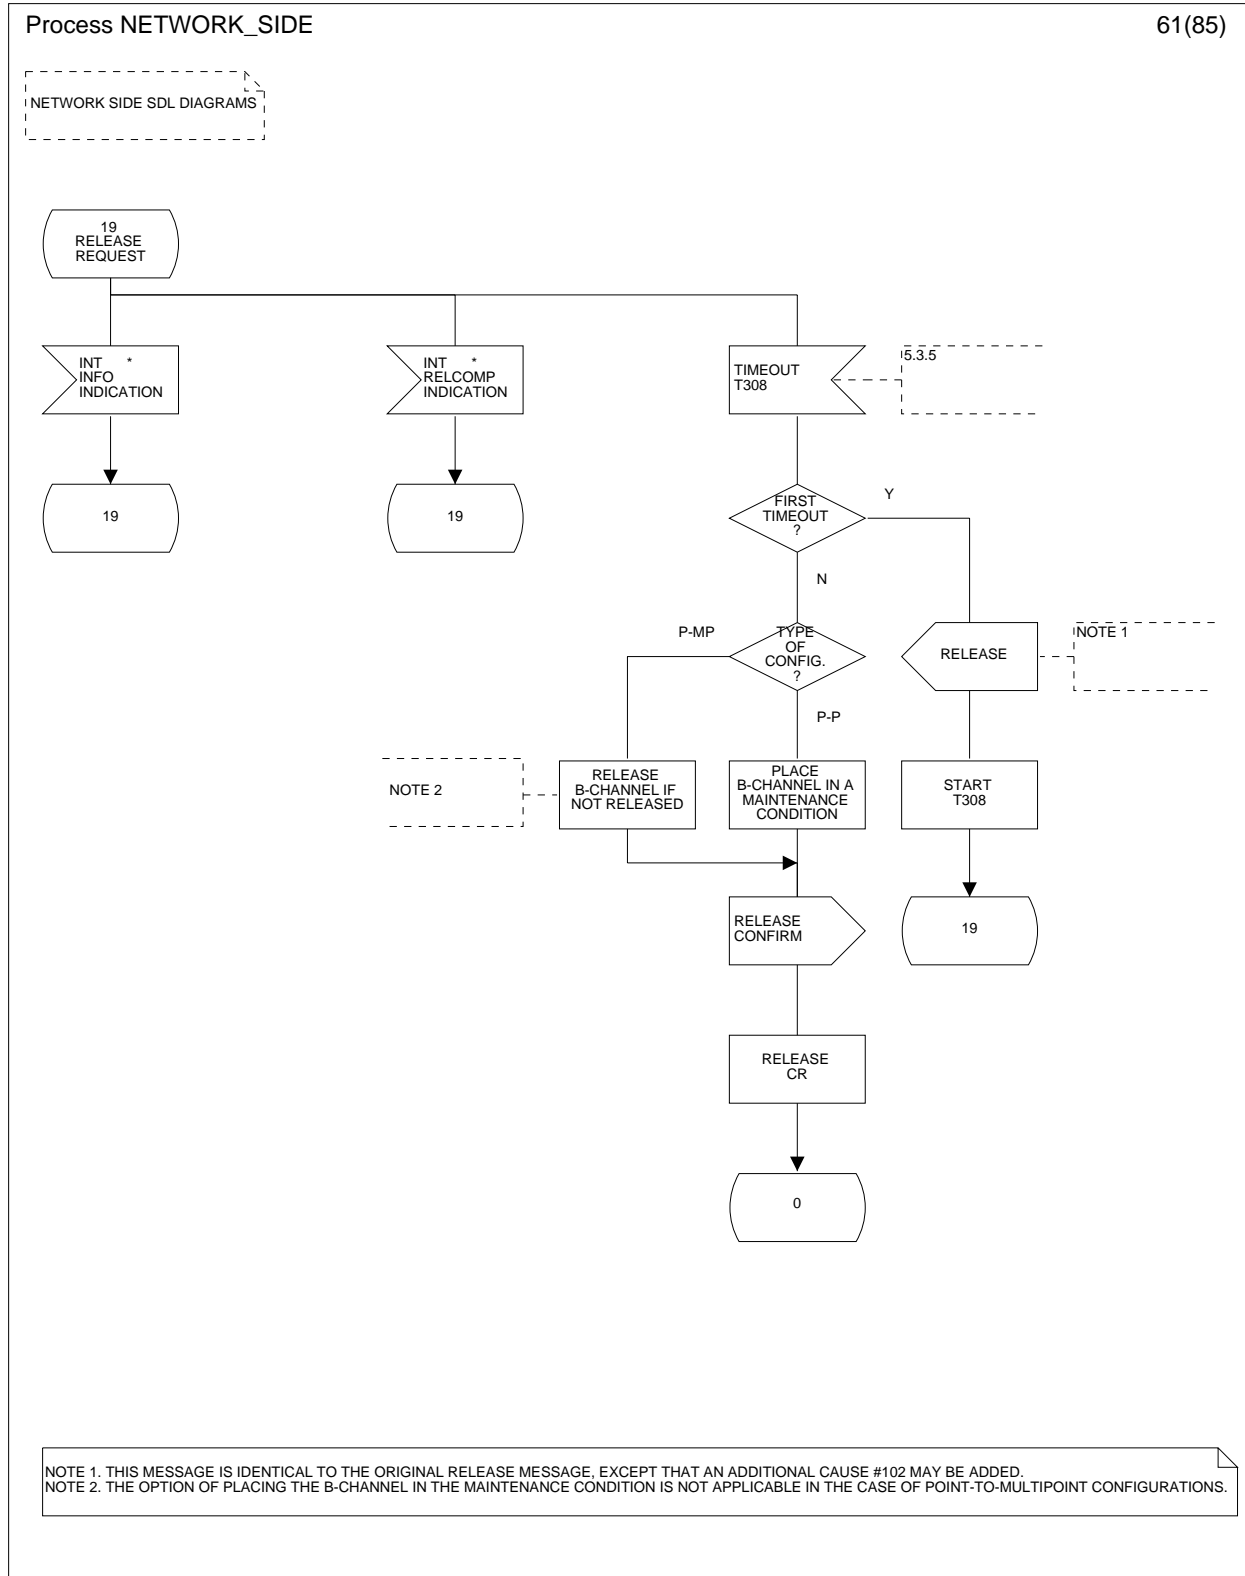 Process NETWORK_SIDE
61(85)
NETWORK SIDE SDL DIAGRAMS
19
RELEASE
REQUEST
INT *
INFO
INDICATION
INT *
RELCOMP
INDICATION
TIMEOUT
T308
5.3.5
19
19
FIRST
TIMEOUT
?
Y
N
P-MP
TYPE
OF
CONFIG.
?
RELEASE
NOTE 1
P-P
NOTE 2
RELEASE
B-CHANNEL IF
NOT RELEASED
PLACE
B-CHANNEL IN A
MAINTENANCE
CONDITION
START
T308
RELEASE
CONFIRM
19
RELEASE
CR
0
NOTE 1. THIS MESSAGE IS IDENTICAL TO THE ORIGINAL RELEASE MESSAGE, EXCEPT THAT AN ADDITIONAL CAUSE #102 MAY BE ADDED.
NOTE 2. THE OPTION OF PLACING THE B-CHANNEL IN THE MAINTENANCE CONDITION IS NOT APPLICABLE IN THE CASE OF POINT-TO-MULTIPOINT CONFIGURATIONS.